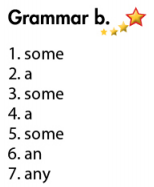 Grammar b.
1. some
2. a
3. some
4. a
5. some
6. an
7. any